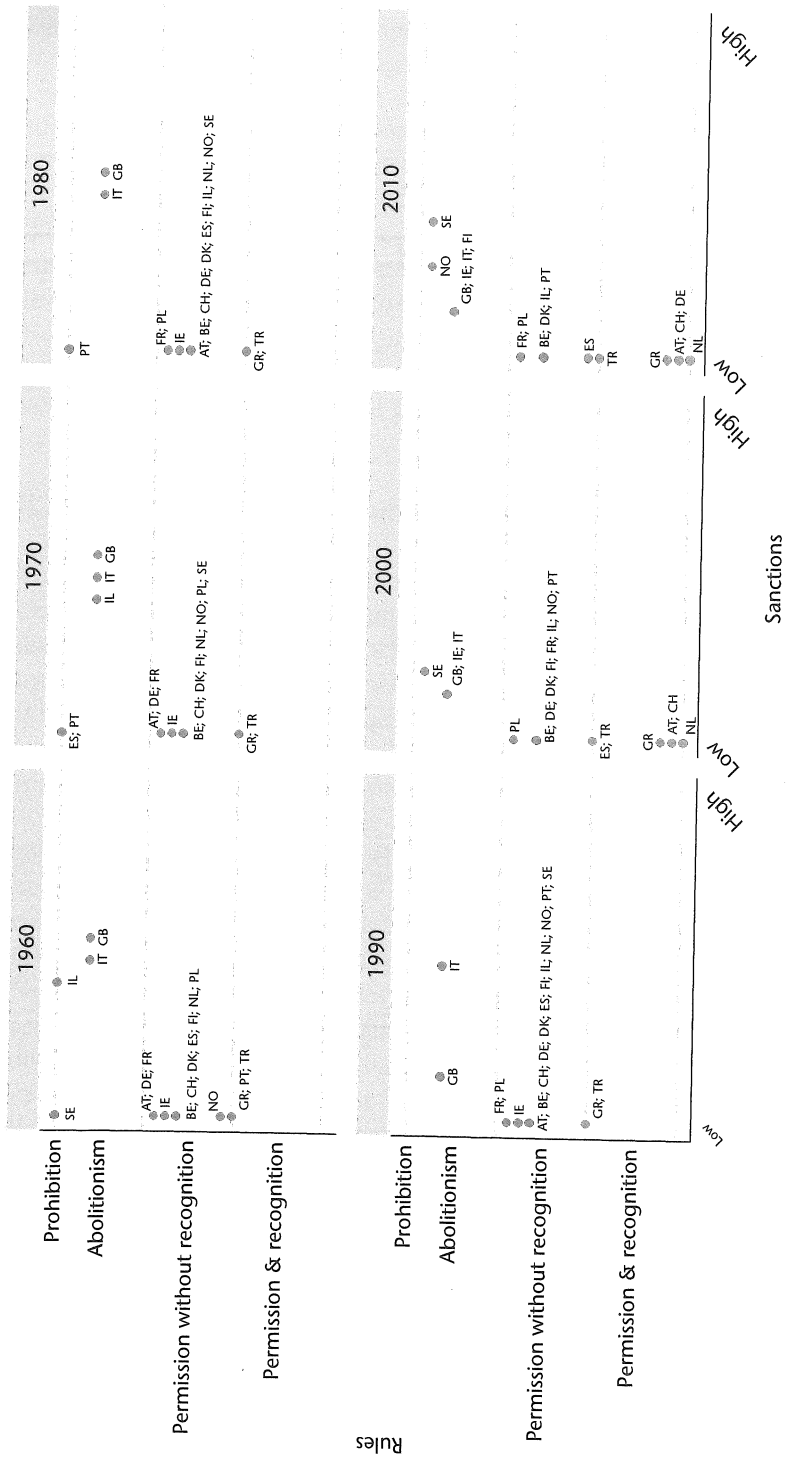 Rules
1960
1970
1980
Prohibition
SE
IL
ES; PT
PT
Abolitionism
IT
GB
IL
IT
GB
IT
GB
Permission without recognition
AT; DE; FR
IE
BE; CH; DK; ES; FI; NL; PL
NO
AT; DE; FR
IE
BE; CH; DK; FI; NL; NO; PL; SE
FR; PL
IE
AT; BE; CH; DE; DK; ES; FI; IL; NL; NO; SE
Permission & recognition
GR; PT; TR
GR; TR
GR; TR
1990
2000
2010
Prohibition
Abolitionism
GB
IT
SE
GB; IE; IT
NO
SE
GB; IE; IT; FI
Permission without recognition
FR; PL
IE
AT; BE; CH; DE; DK; ES; FI; IL; NL; NO; PT; SE
PL
BE; DE; DK; FI; FR; IL; NO; PT
FR; PL
BE; DK; IL; PT
Permission & recognition
GR; TR
ES; TR
GR
AT; CH
NL
ES
TR
GR
AT; CH; DE
NL
Low
High
Low
High
Low
High
Sanctions